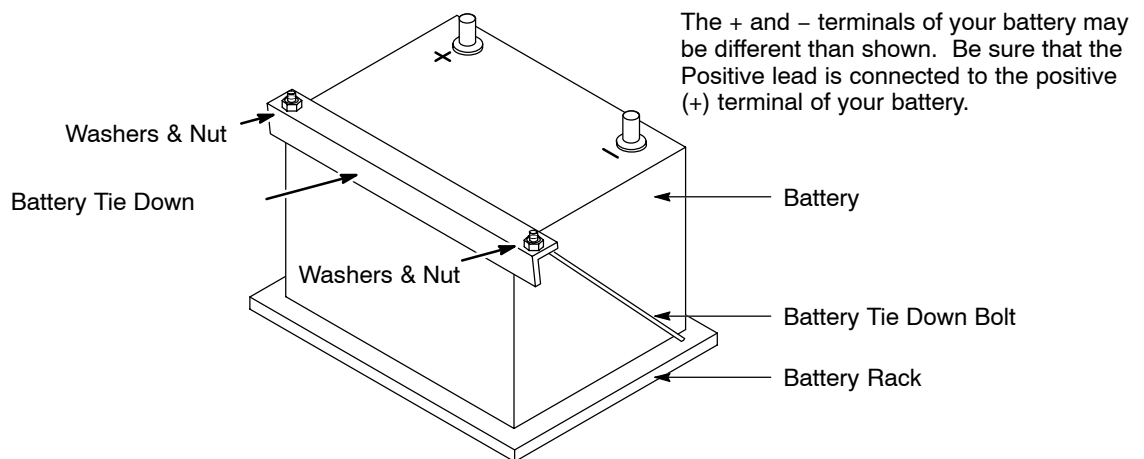 The + and − terminals of your battery may
be different than shown.  Be sure that the
Positive lead is connected to the positive
(+) terminal of your battery.
+
−
Washers & Nut
Battery Tie Down
Battery
Washers & Nut
Battery Tie Down Bolt
Battery Rack